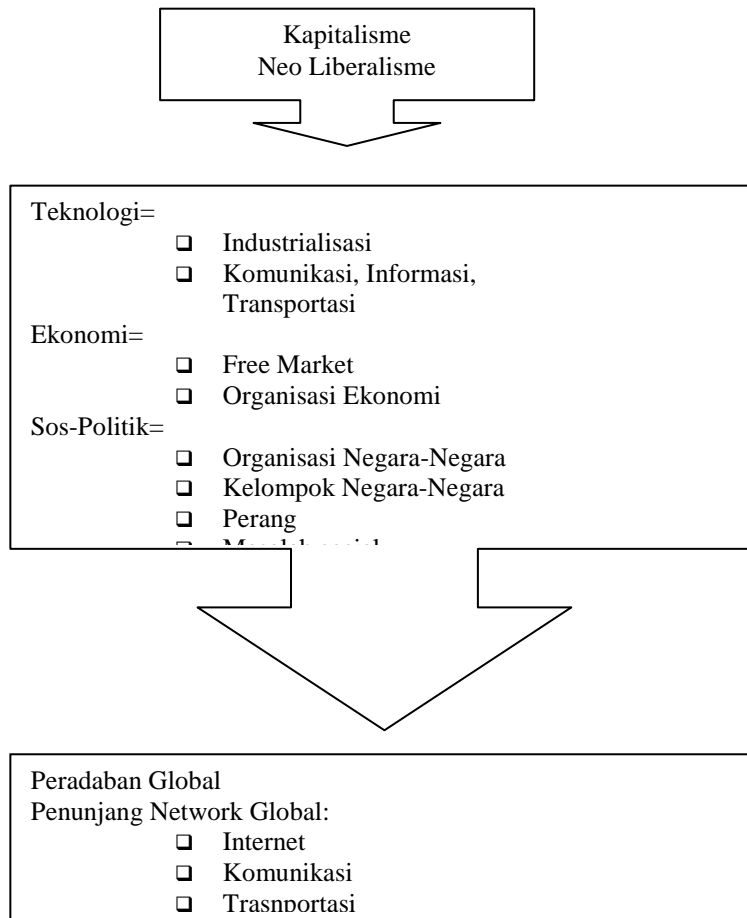 Kapitalisme
Neo Liberalisme
Teknologi=
❑ Industrialisasi
❑ Komunikasi, Informasi,
Transportasi
Ekonomi=
❑ Free Market
❑ Organisasi Ekonomi
Sos-Politik=
❑ Organisasi Negara-Negara
❑ Kelompok Negara-Negara
❑ Perang
Peradaban Global
Penunjang Network Global:
❑ Internet
❑ Komunikasi
❑ Trasnportasi